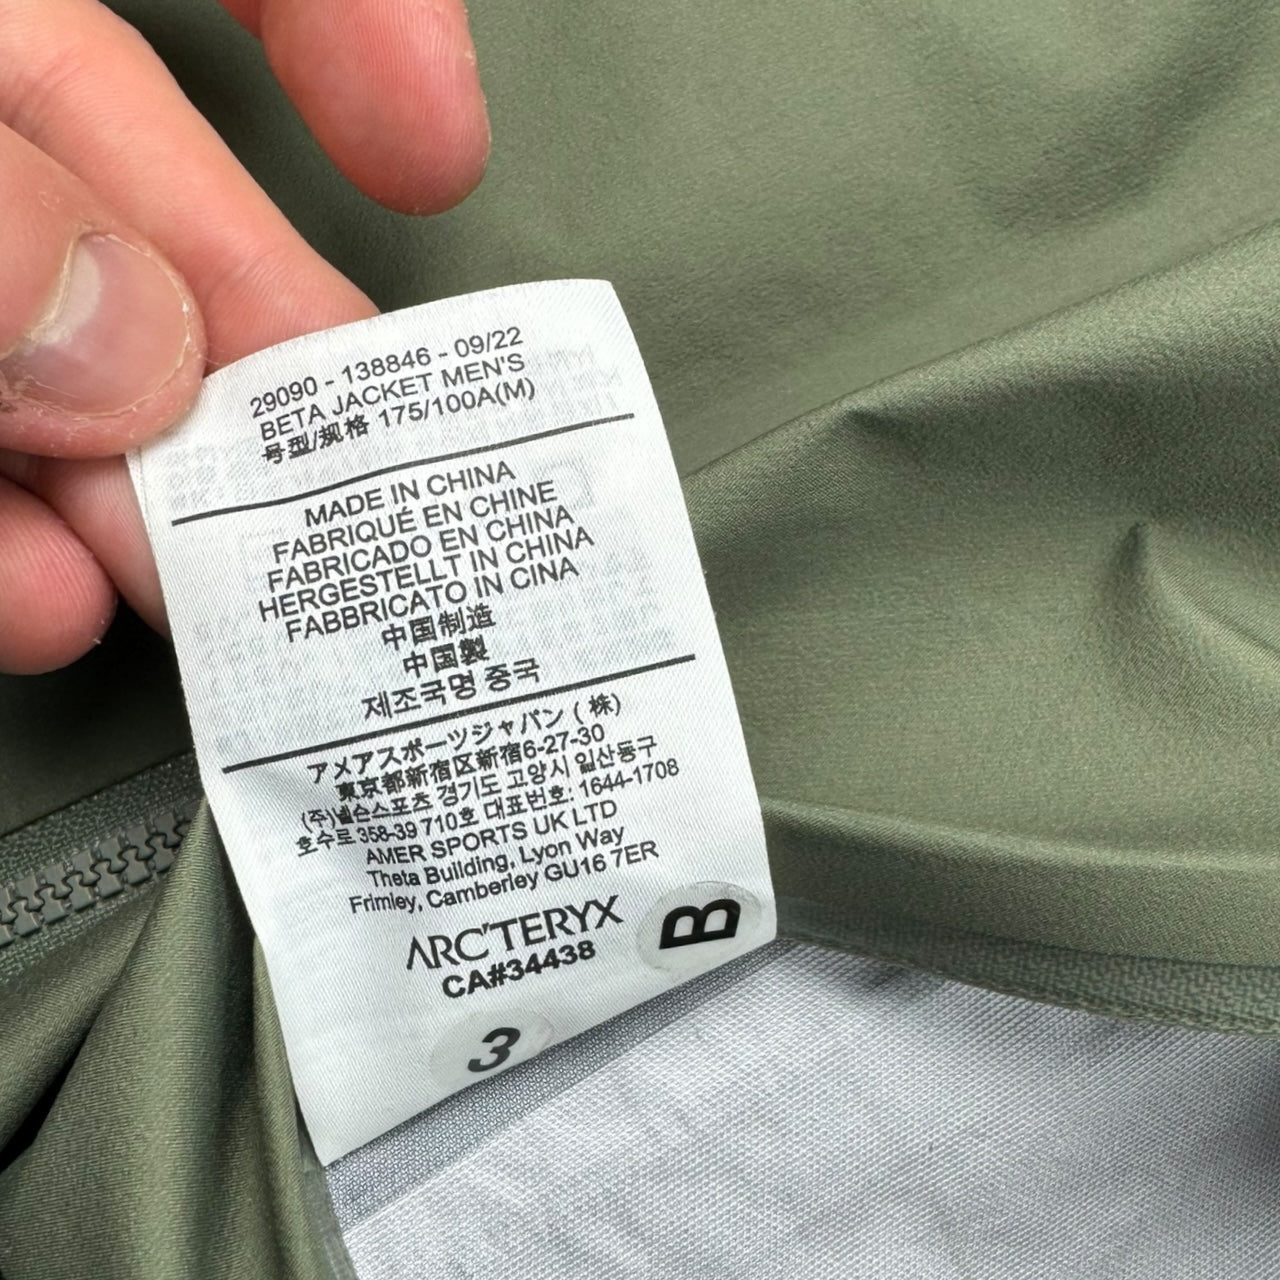 29090 - 138846 - 09/22
BETA JACKET MEN'S
号型/规格 175/100A(M)
MADE IN CHINA
FABRIQUÉ EN CHINE
FABRICADO EN CHINA
HERGESTELLT IN CHINA
FABBRICATO IN CINA
中国制造
中国製
제조국명 중국
アメアスポーツジャパン ( 株)
東京都新宿区新宿6-27-30
(주)넬슨스포츠 경기도 고양시 일산동구
호수로 358-39 710호 대표번호: 1644-1708
AMER SPORTS UK LTD
Theta Building, Lyon Way
Frimley, Camberley GU16 7ER
ARC'TERYX
CA#34438
B
3